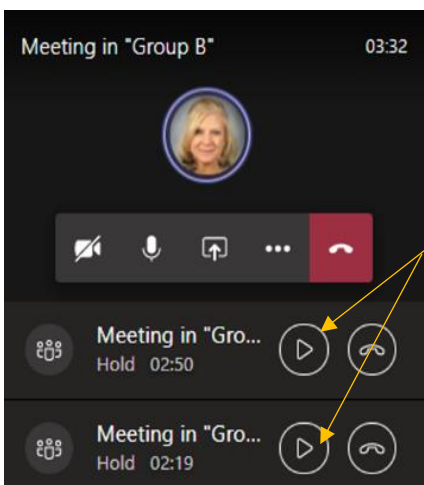 Meeting in "Group B" 03:32
Meeting in "Gro...
Hold 02:50
Meeting in "Gro...
Hold 02:19